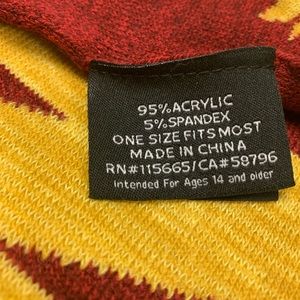 95%ACRYLIC
5%SPANDEX
ONE SIZE FITS MOST
MADE IN CHINA
RN#115665/CA#58796
Intended For Ages 14 and older